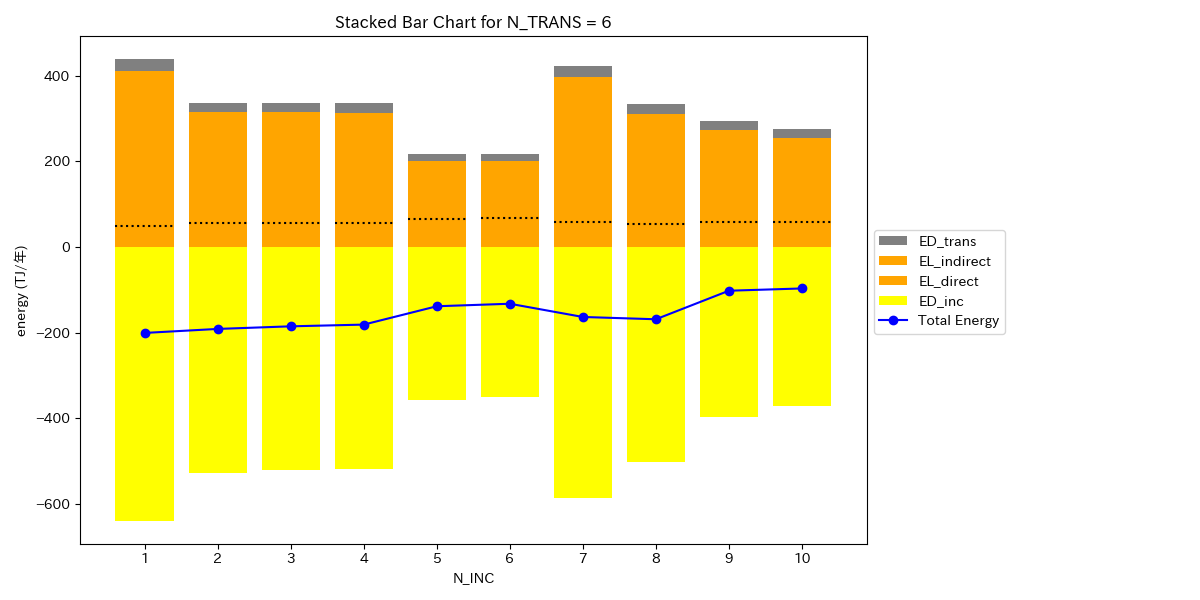 Stacked Bar Chart for N_TRANS = 6
energy (TJ/年)
400
200
0
−200
−400
−600
1 2 3 4 5 6 7 8 9 10
N_INC
ED_trans
EL_indirect
EL_direct
ED_inc
Total Energy